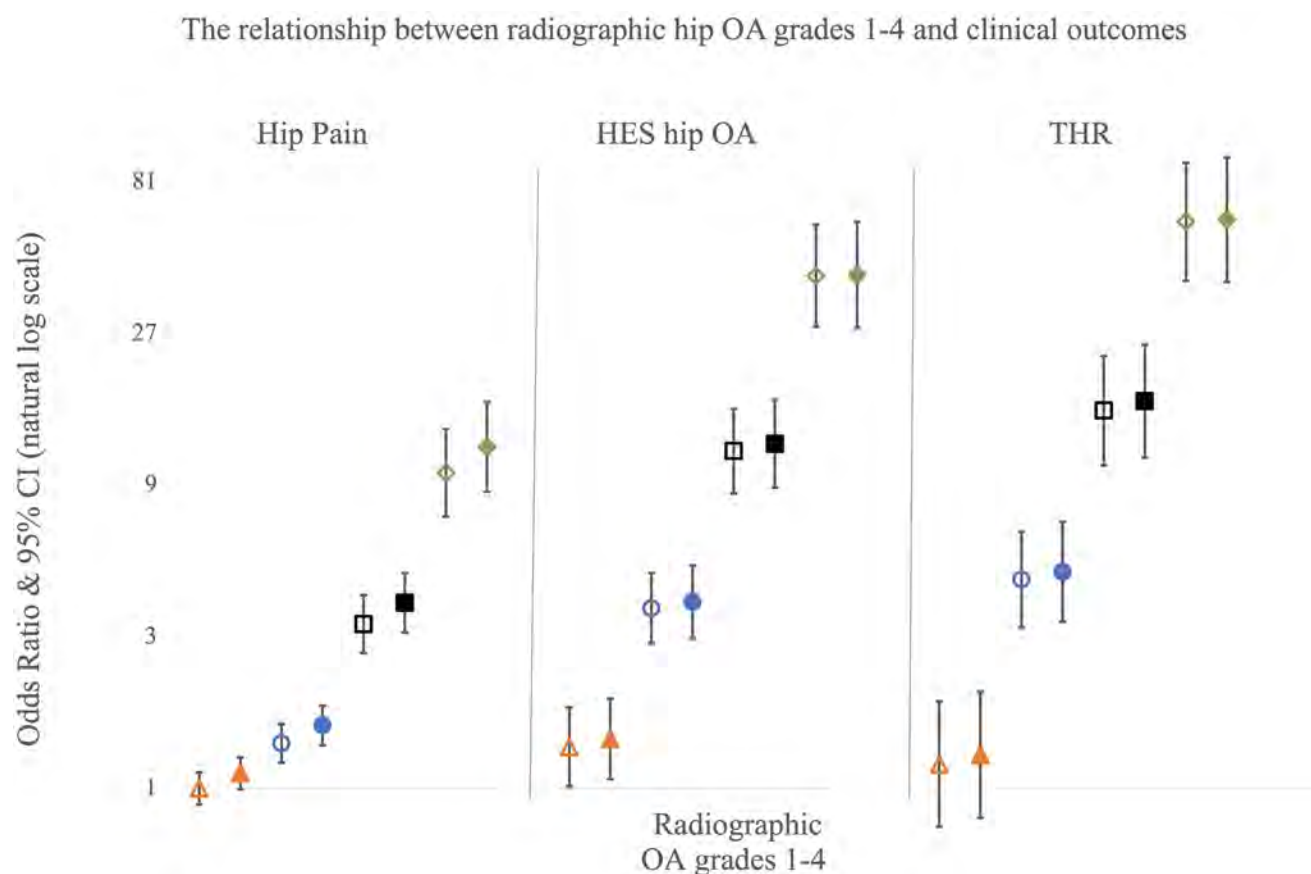 The relationship between radiographic hip OA grades 1-4 and clinical outcomes
Hip Pain
HES hip OA
THR
Odds Ratio & 95% CI (natural log scale)
81
27
9
3
1
Radiographic
OA grades 1-4